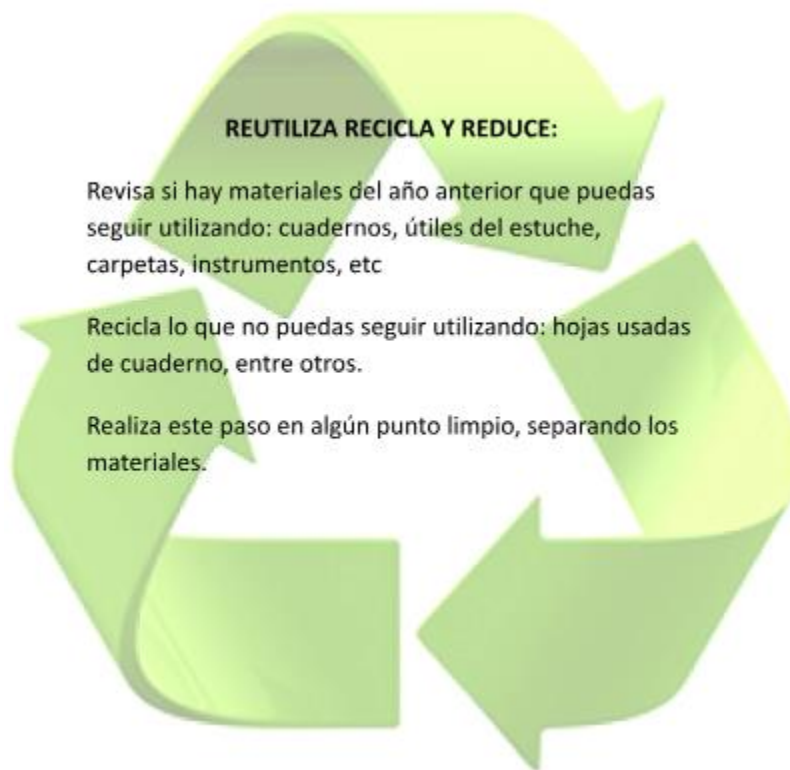 REUTILIZA RECICLA Y REDUCE:
Revisa si hay materiales del año anterior que puedas
seguir utilizando: cuadernos, útiles del estuche,
carpetas, instrumentos, etc
Recicla lo que no puedas seguir utilizando: hojas usadas
de cuaderno, entre otros.
Realiza este paso en algún punto limpio, separando los
materiales.